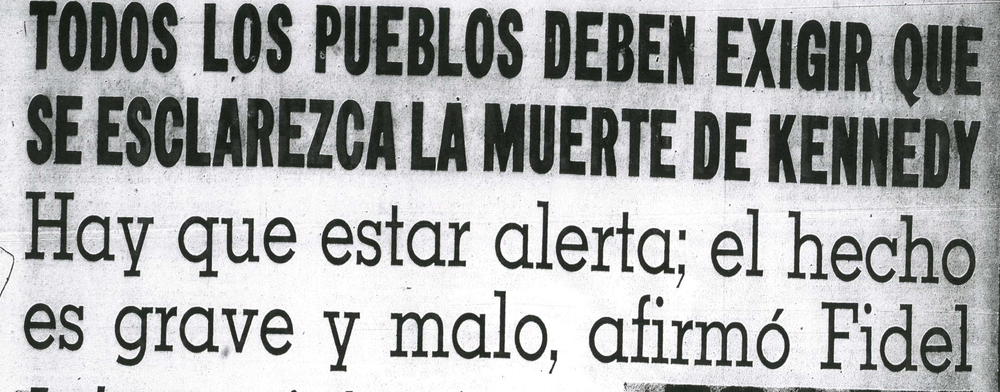 TODOS LOS PUEBLOS DEBEN EXIGIR QUE
SE ESCLAREZCA LA MUERTE DE KENNEDY
Hay que estar alerta; el hecho
es grave y malo, afirmó Fidel